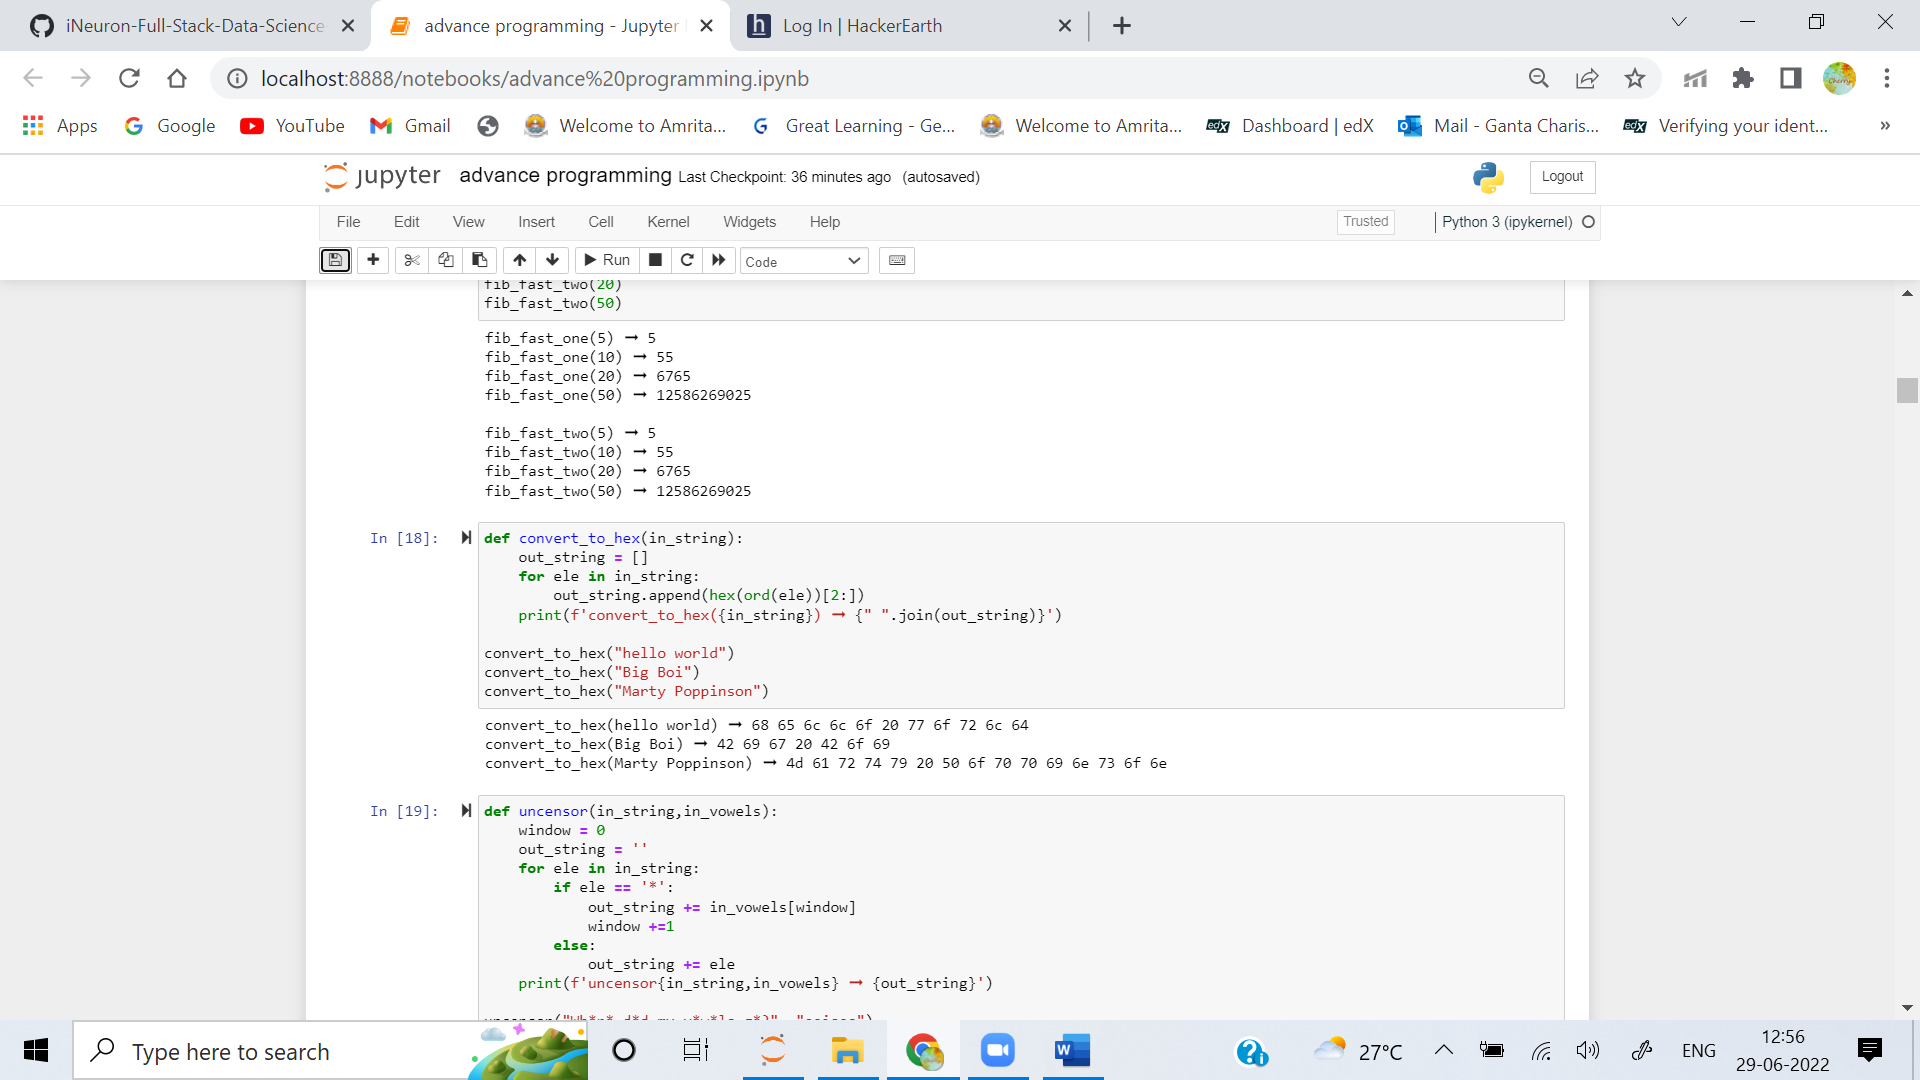 iNeuron-Full-Stack-Data-Science
advance programming - Jupyter
Log In | HackerEarth
localhost:8888/notebooks/advance%20programming.ipynb
Apps
Google
YouTube
Gmail
Welcome to Amrita...
Great Learning - Ge...
Welcome to Amrita...
Dashboard | edX
Mail - Ganta Charis...
Verifying your ident...
»
jupyter advance programming Last Checkpoint: 36 minutes ago (autosaved)
Logout
File Edit View Insert Cell Kernel Widgets Help
Trusted
Python 3 (ipykernel)
Run
Code
fib_fast_two(20)
fib_fast_two(50)
fib_fast_one(5) ➞ 5
fib_fast_one(10) ➞ 55
fib_fast_one(20) ➞ 6765
fib_fast_one(50) ➞ 12586269025
fib_fast_two(5) ➞ 5
fib_fast_two(10) ➞ 55
fib_fast_two(20) ➞ 6765
fib_fast_two(50) ➞ 12586269025
In [18]:
def convert_to_hex(in_string):
    out_string = []
    for ele in in_string:
        out_string.append(hex(ord(ele))[2:])
    print(f'convert_to_hex({in_string}) ➞ {" ".join(out_string)}')
convert_to_hex("hello world")
convert_to_hex("Big Boi")
convert_to_hex("Marty Poppinson")
convert_to_hex(hello world) ➞ 68 65 6c 6c 6f 20 77 6f 72 6c 64
convert_to_hex(Big Boi) ➞ 42 69 67 20 42 6f 69
convert_to_hex(Marty Poppinson) ➞ 4d 61 72 74 79 20 50 6f 70 70 69 6e 73 6f 6e
In [19]:
def uncensor(in_string,in_vowels):
    window = 0
    out_string = ''
    for ele in in_string:
        if ele == '*':
            out_string += in_vowels[window]
            window +=1
        else:
            out_string += ele
    print(f'uncensor{in_string,in_vowels} ➞ {out_string}')
Type here to search
27°C
ENG
12:56
29-06-2022